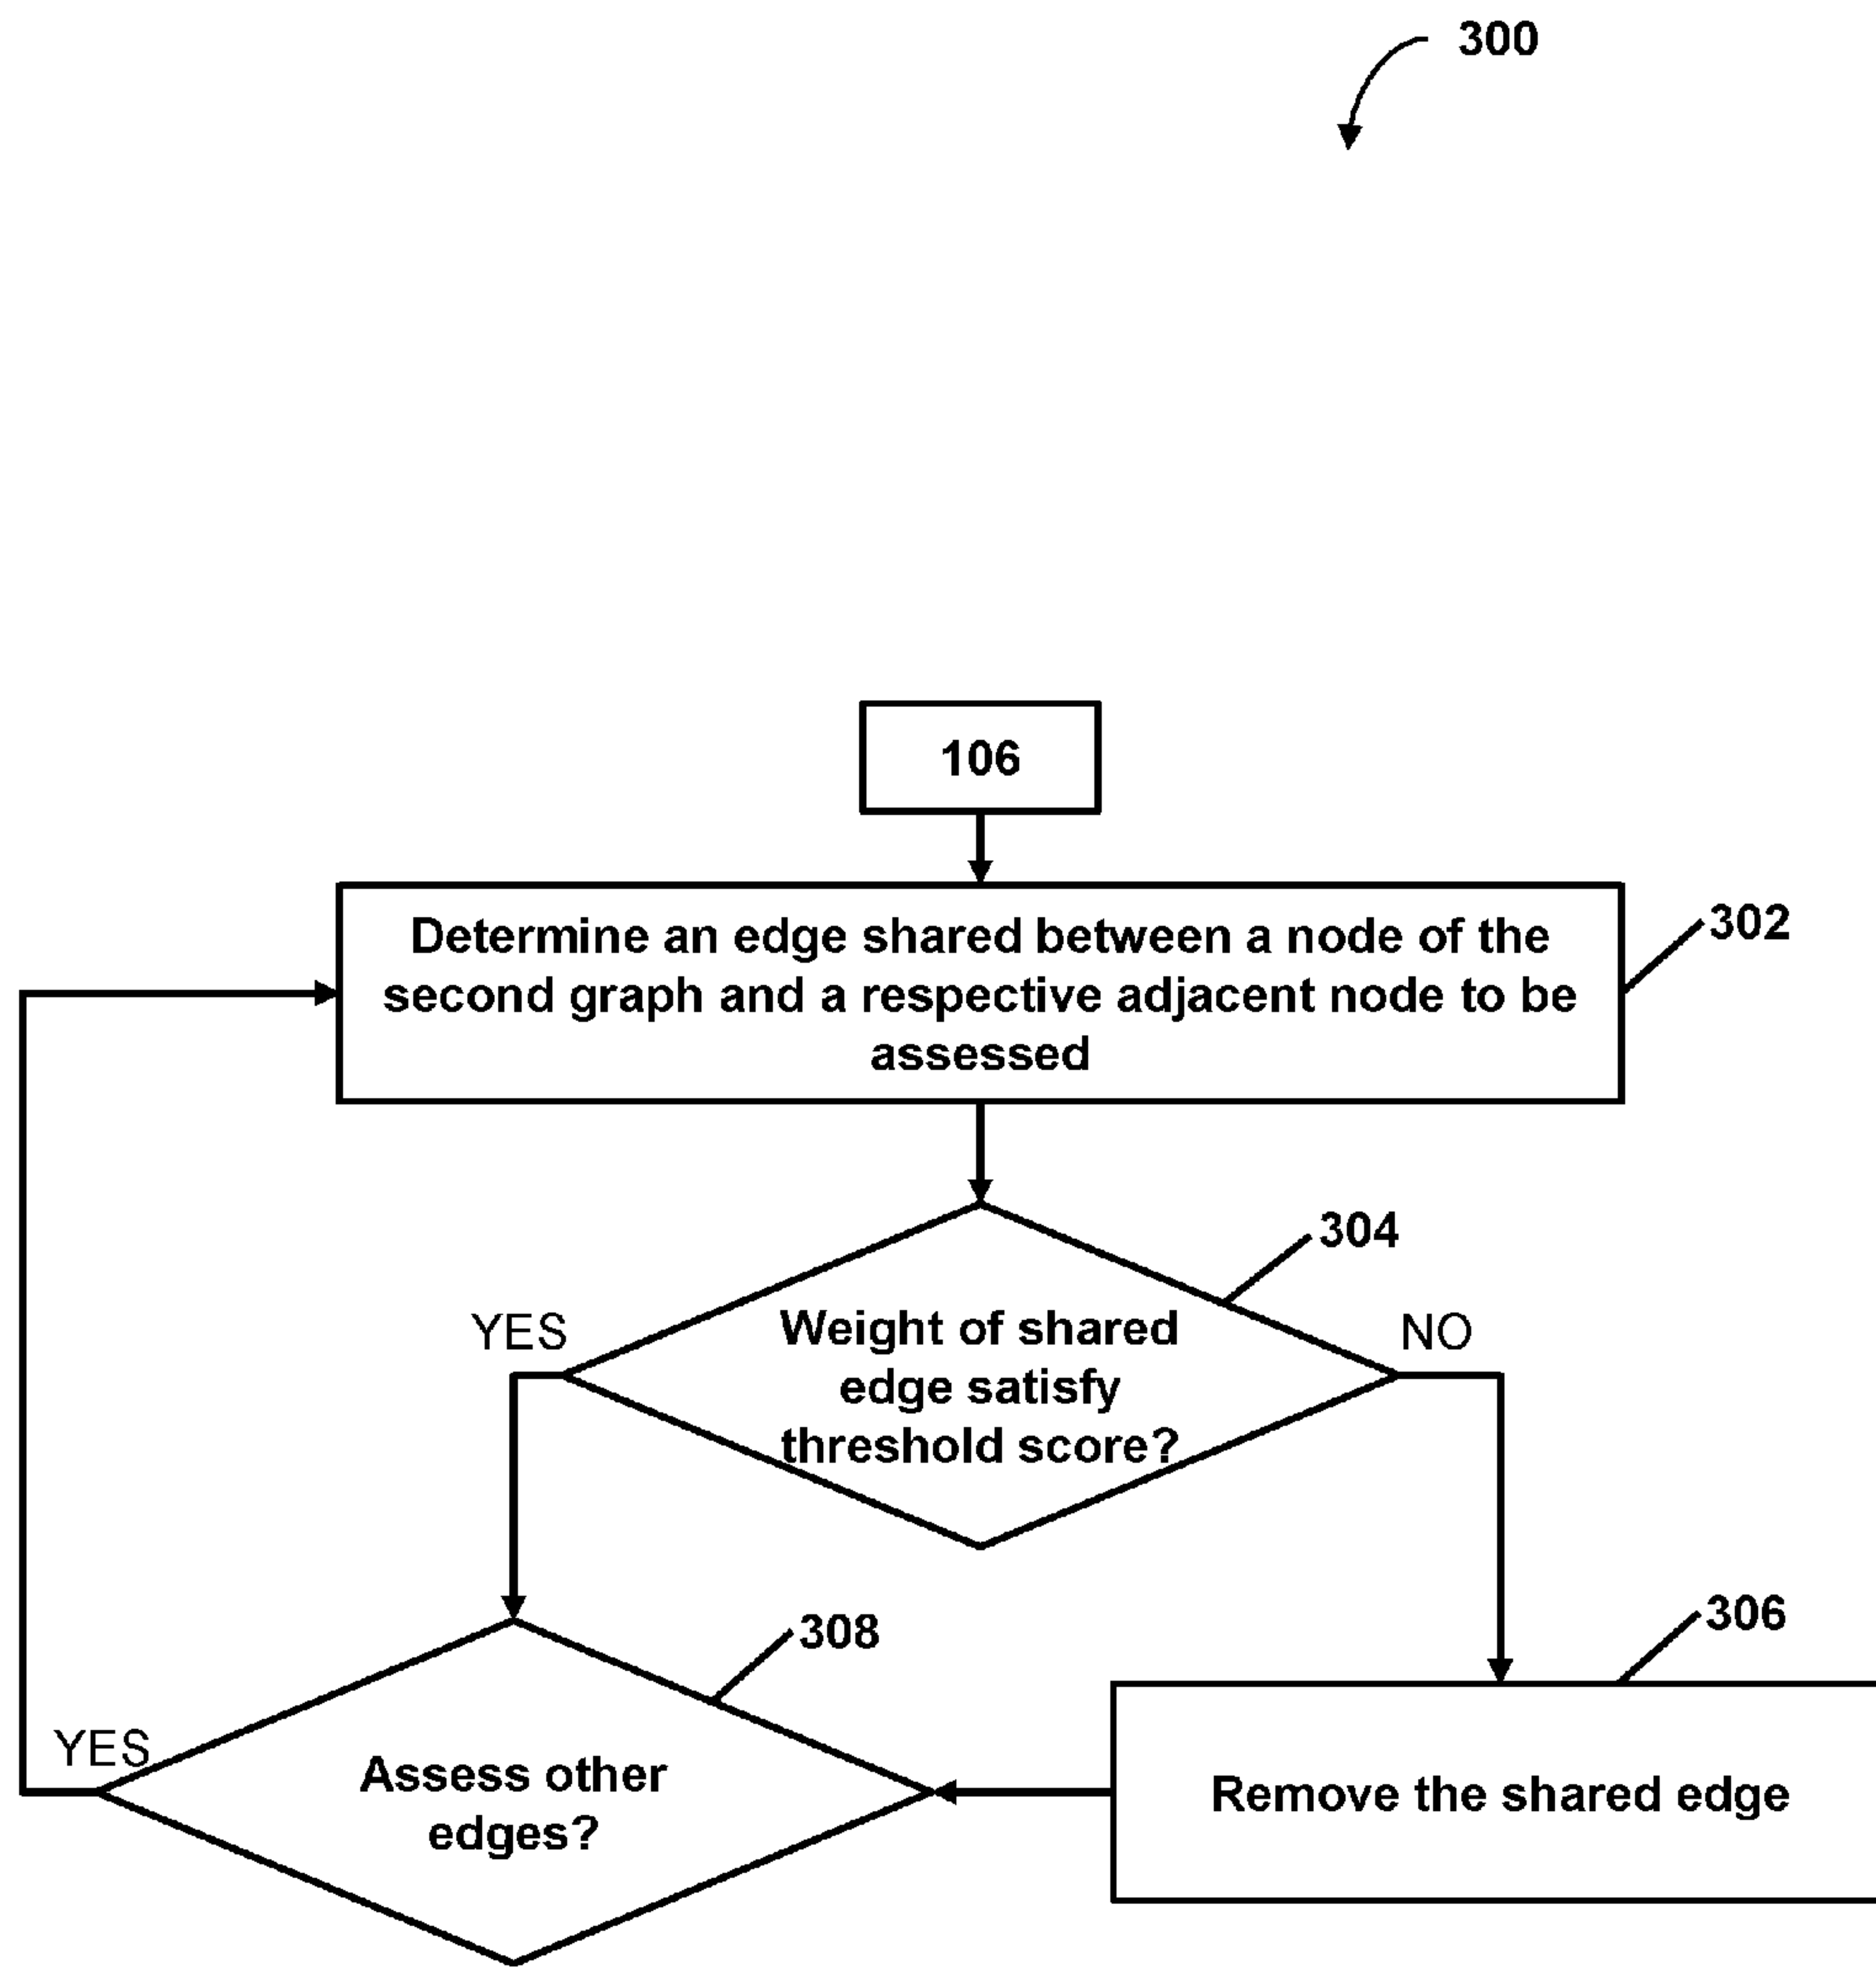 300
106
Determine an edge shared between a node of the
second graph and a respective adjacent node to be
assessed
302
304
YES
Weight of shared
edge satisfy
threshold score?
NO
308
306
YES
Assess other
edges?
Remove the shared edge